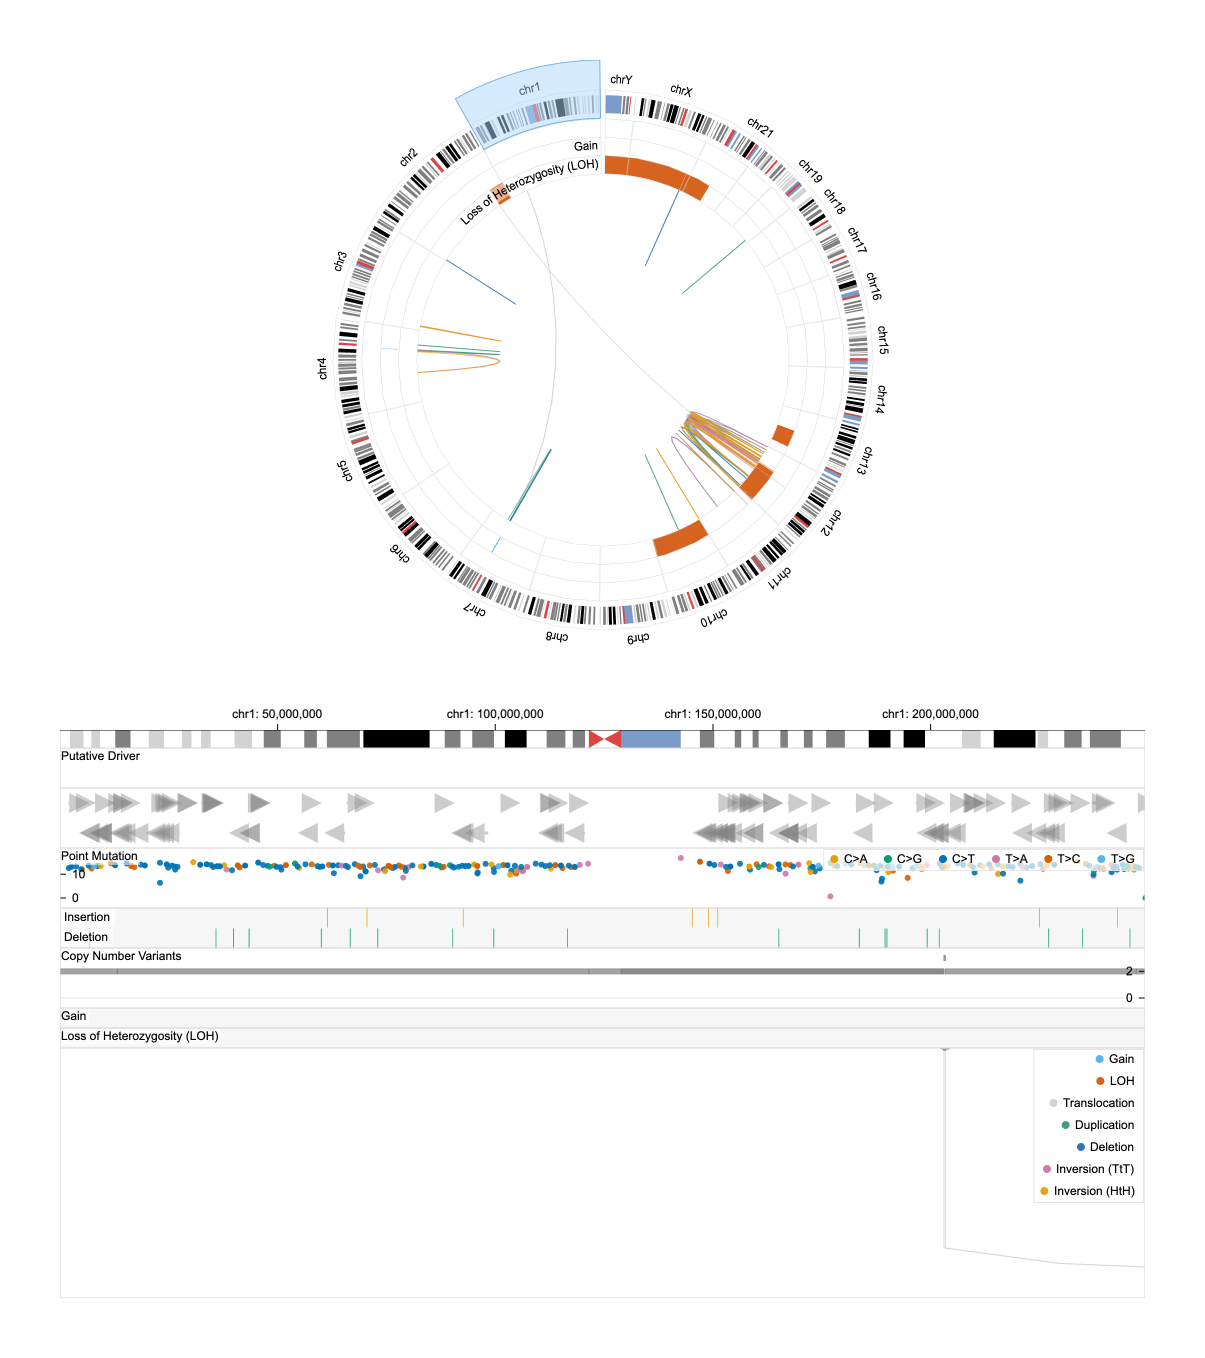 chr1
chrY
chrX
chr21
chr19
chr18
chr17
chr16
chr15
chr14
chr13
chr12
chr11
chr10
chr9
chr8
chr7
chr6
chr5
chr4
chr3
chr2
Gain
Loss of Heterozygosity (LOH)
chr1: 50,000,000 chr1: 100,000,000 chr1: 150,000,000 chr1: 200,000,000
Putative Driver
Point Mutation
C>A C>G C>T T>A T>C T>G
10
0
Insertion
Deletion
Copy Number Variants
2
0
Gain
Loss of Heterozygosity (LOH)
Gain
LOH
Translocation
Duplication
Deletion
Inversion (TtT)
Inversion (HtH)